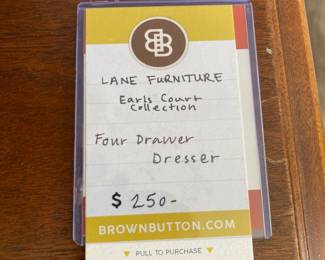 LANE FURNITURE
Earls Court
Collection
Four Drawer
Dresser
$ 250-
BROWNBUTTON.COM
PULL TO PURCHASE